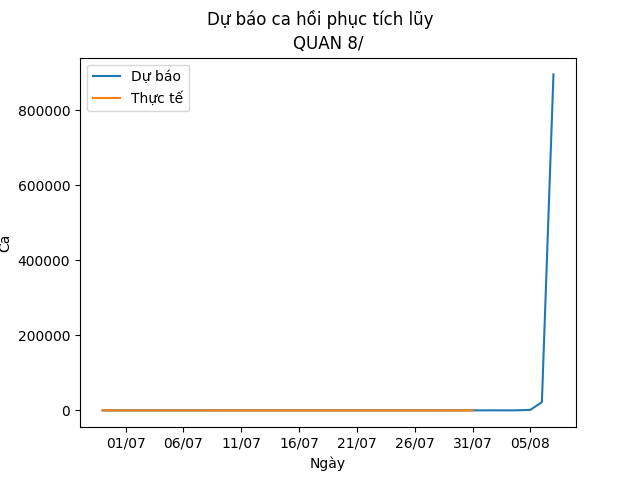 Dự báo ca hồi phục tích lũy
QUAN 8/
Dự báo
Thực tế
800000
600000
400000
200000
0
Ca
01/07 06/07 11/07 16/07 21/07 26/07 31/07 05/08
Ngày